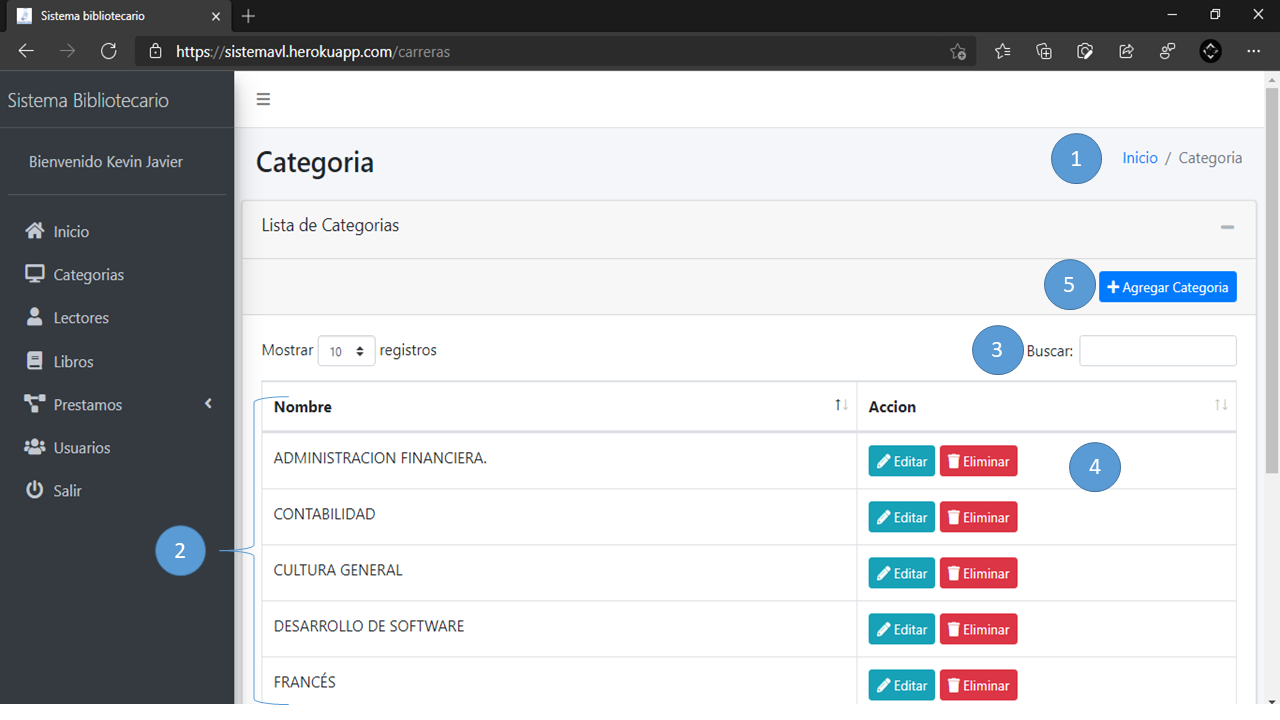 Sistema bibliotecario
https://sistemavl.herokuapp.com/carreras
Sistema Bibliotecario
Bienvenido Kevin Javier
Inicio
Categorias
Lectores
Libros
Prestamos
Usuarios
Salir
Categoria
1
Inicio / Categoria
Lista de Categorias
5
Agregar Categoria
Mostrar 10 registros
3
Buscar:
2
Nombre Accion
ADMINISTRACION FINANCIERA. Editar Eliminar
4
CONTABILIDAD Editar Eliminar
CULTURA GENERAL Editar Eliminar
DESARROLLO DE SOFTWARE Editar Eliminar
FRANCÉS Editar Eliminar